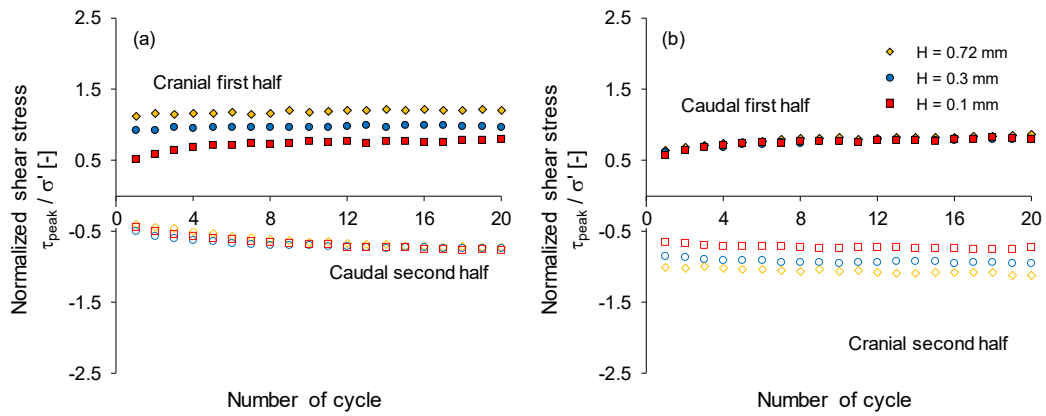 (a)
Cranial first half
Caudal second half
2.5
1.5
0.5
-0.5
-1.5
-2.5
0
4
8
12
16
20
Normalized shear stress
τpeak / σ' [-]
Number of cycle
(b)
H = 0.72 mm
H = 0.3 mm
H = 0.1 mm
Caudal first half
Cranial second half
2.5
1.5
0.5
-0.5
-1.5
-2.5
0
4
8
12
16
20
Normalized shear stress
τpeak / σ' [-]
Number of cycle